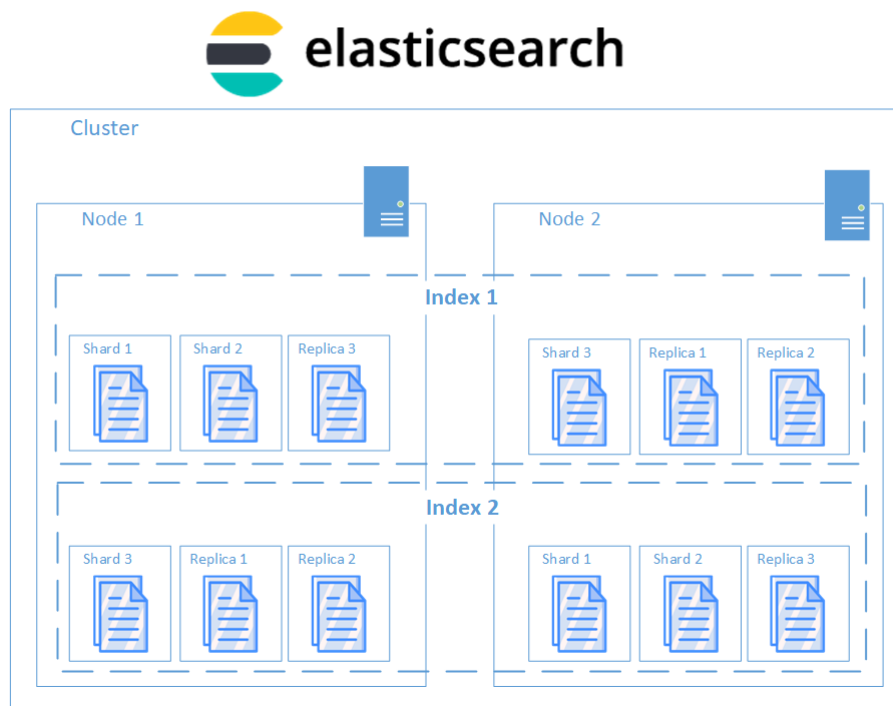 elasticsearch
Cluster
Node 1
Node 2
Index 1
Shard 1
Shard 2
Replica 3
Shard 3
Replica 1
Replica 2
Index 2
Shard 3
Replica 1
Replica 2
Shard 1
Shard 2
Replica 3